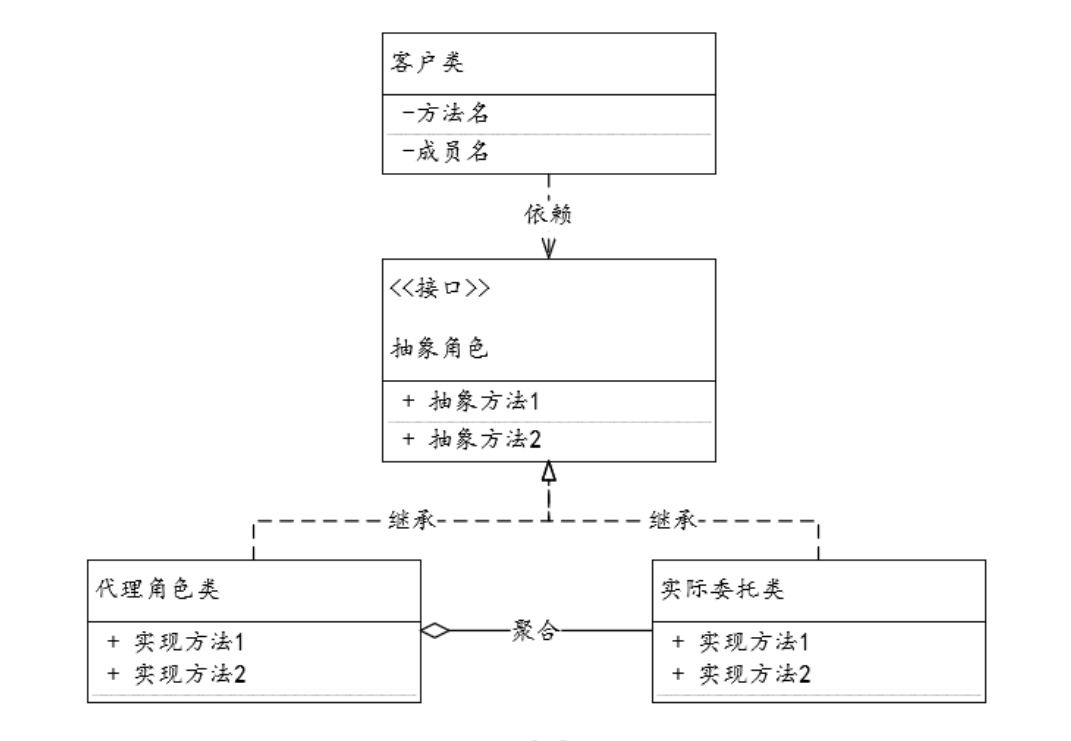 客户类
-方法名
-成员名
依赖
<<接口>>
抽象角色
+ 抽象方法1
+ 抽象方法2
继承
继承
代理角色类
+ 实现方法1
+ 实现方法2
聚合
实际委托类
+ 实现方法1
+ 实现方法2